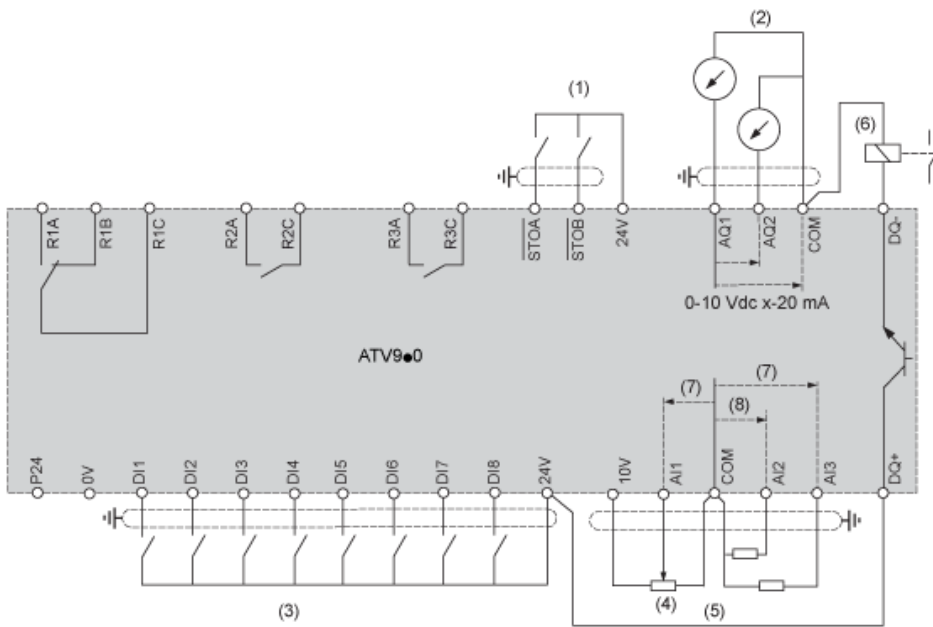 (2)
(1)
(6)
R1A
R1B
R1C
R2A
R2C
R3A
R3C
STOA
STOB
24V
AQ1
AQ2
COM
DQ-
0-10 Vdc x-20 mA
ATV9●0
(7)
(7)
(8)
P24
0V
DI1
DI2
DI3
DI4
DI5
DI6
DI7
DI8
24V
10V
AI1
COM
AI2
AI3
DQ+
(3)
(4)
(5)